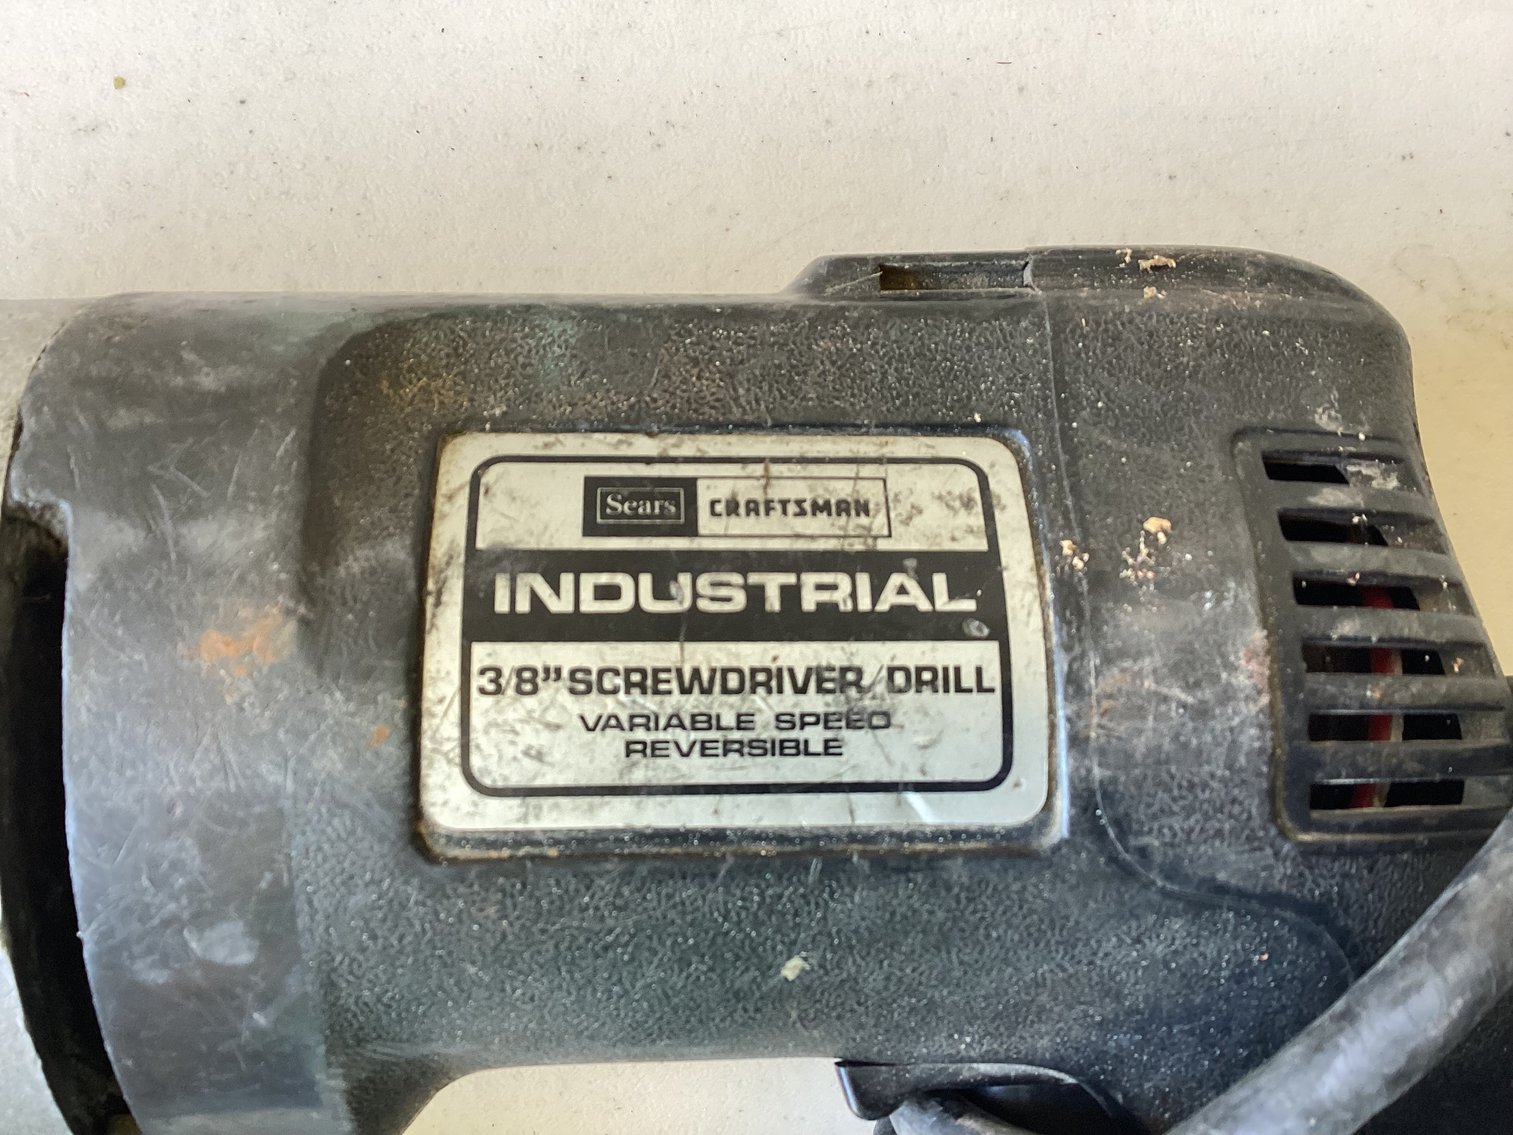 Sears CRAFTSMAN
INDUSTRIAL
3/8" SCREWDRIVER/DRILL
VARIABLE SPEED
REVERSIBLE